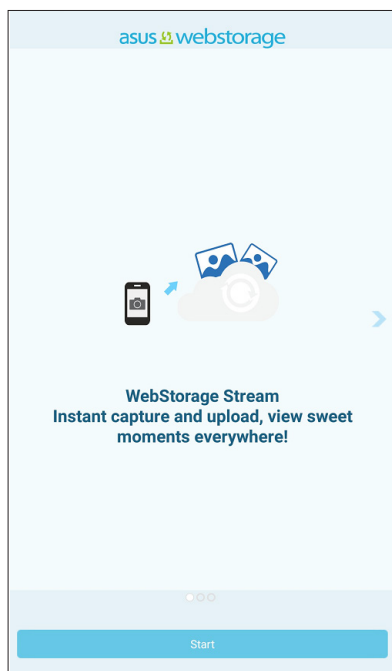 asus webstorage
WebStorage Stream
Instant capture and upload, view sweet
moments everywhere!
Start